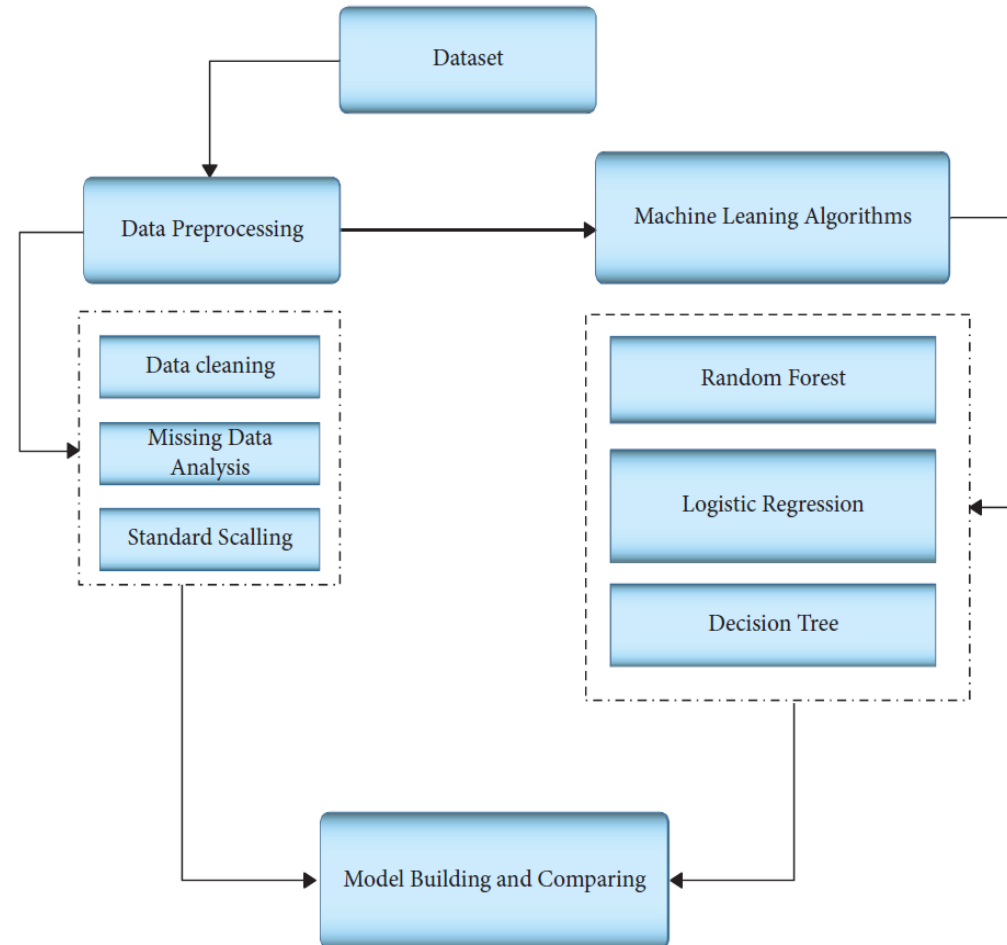 Dataset
Data Preprocessing
Machine Leaning Algorithms
Data cleaning
Missing Data
Analysis
Standard Scalling
Random Forest
Logistic Regression
Decision Tree
Model Building and Comparing